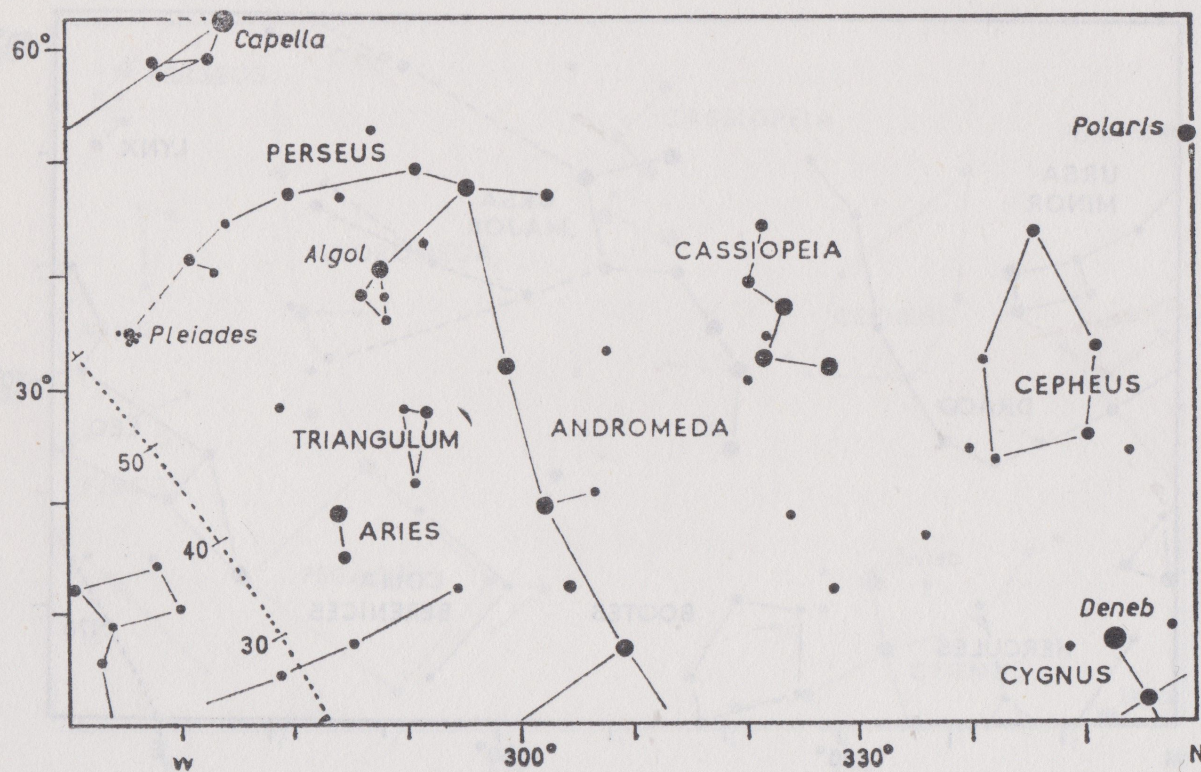 60°
Capella
PERSEUS
Polaris
Algol
CASSIOPEIA
Pleiades
30°
CEPHEUS
TRIANGULUM
ANDROMEDA
50
ARIES
40
Deneb
30
CYGNUS
W
300°
330°
N